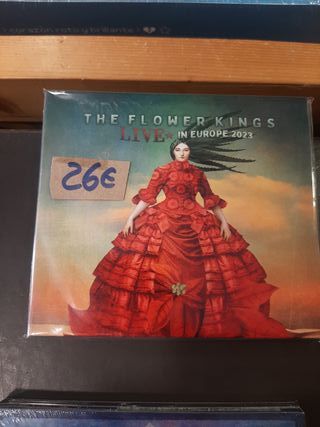 THE FLOWER KINGS
LIVE IN EUROPE 2023
26€